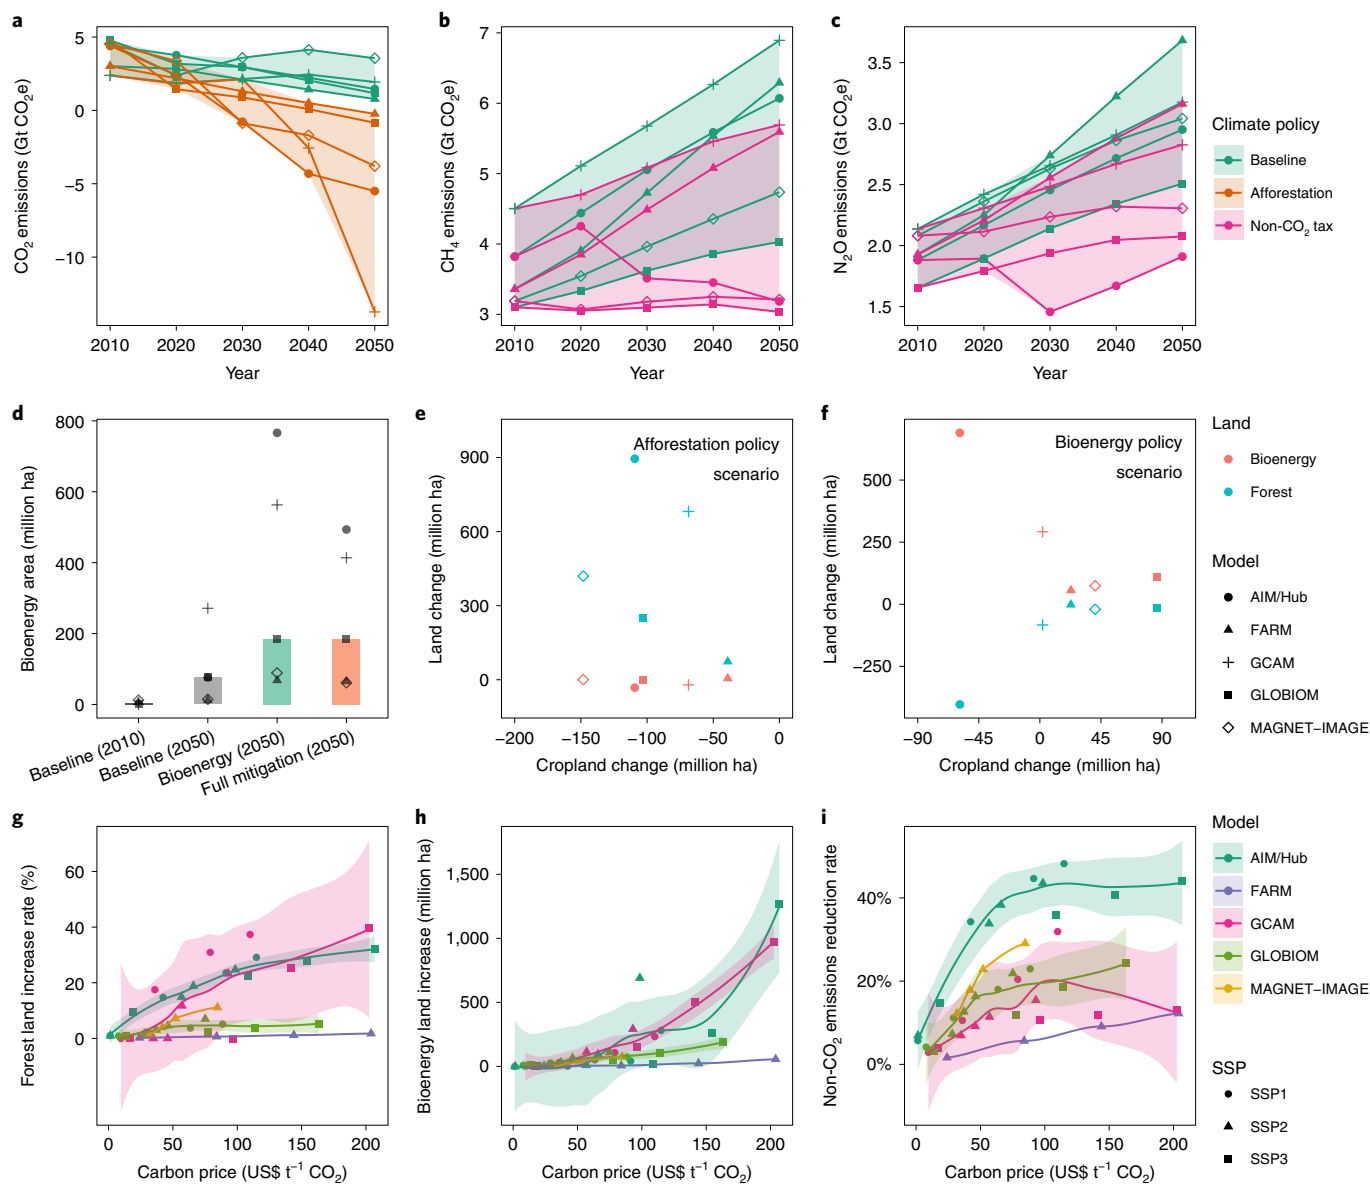 a
5
0
−5
−10
CO2 emissions (Gt CO2e)
2010 2020 2030 2040 2050
Year
b
7
6
5
4
3
CH4 emissions (Gt CO2e)
2010 2020 2030 2040 2050
Year
c
3.5
3.0
2.5
2.0
1.5
N2O emissions (Gt CO2e)
2010 2020 2030 2040 2050
Year
Climate policy
Baseline
Afforestation
Non-CO2 tax
d
800
600
400
200
0
Bioenergy area (million ha)
Baseline (2010)
Baseline (2050)
Bioenergy (2050)
Full mitigation (2050)
e
Afforestation policy
scenario
900
600
300
0
Land change (million ha)
−200 −150 −100 −50 0
Cropland change (million ha)
f
Bioenergy policy
scenario
500
250
0
−250
Land change (million ha)
−90 −45 0 45 90
Cropland change (million ha)
Land
Bioenergy
Forest
Model
AIM/Hub
FARM
GCAM
GLOBIOM
MAGNET−IMAGE
g
60
40
20
0
Forest land increase rate (%)
0 50 100 150 200
Carbon price (US$ t−1 CO2)
h
1,500
1,000
500
0
Bioenergy land increase (million ha)
0 50 100 150 200
Carbon price (US$ t−1 CO2)
i
40%
20%
0%
Non-CO2 emissions reduction rate
0 50 100 150 200
Carbon price (US$ t−1 CO2)
Model
AIM/Hub
FARM
GCAM
GLOBIOM
MAGNET−IMAGE
SSP
SSP1
SSP2
SSP3